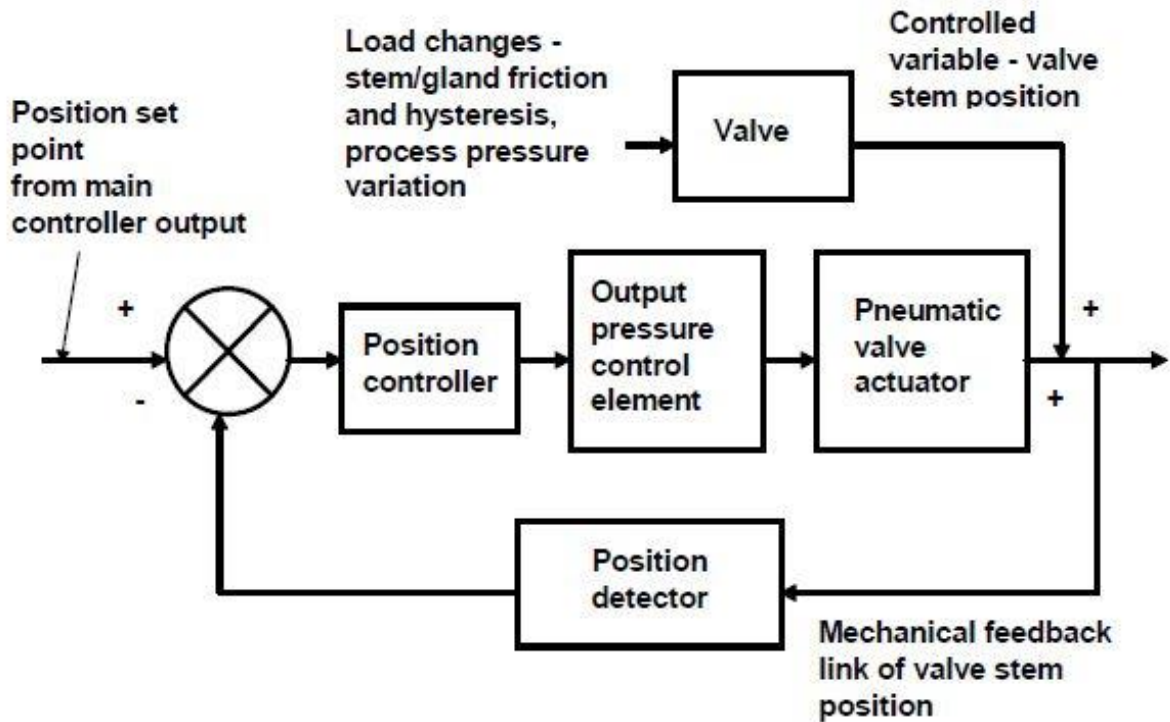 Load changes -
stem/gland friction
and hysteresis,
process pressure
variation
Controlled
variable - valve
stem position
Position set
point
from main
controller output
Valve
+
-
Position
controller
Output
pressure
control
element
Pneumatic
valve
actuator
+
+
Position
detector
Mechanical feedback
link of valve stem
position